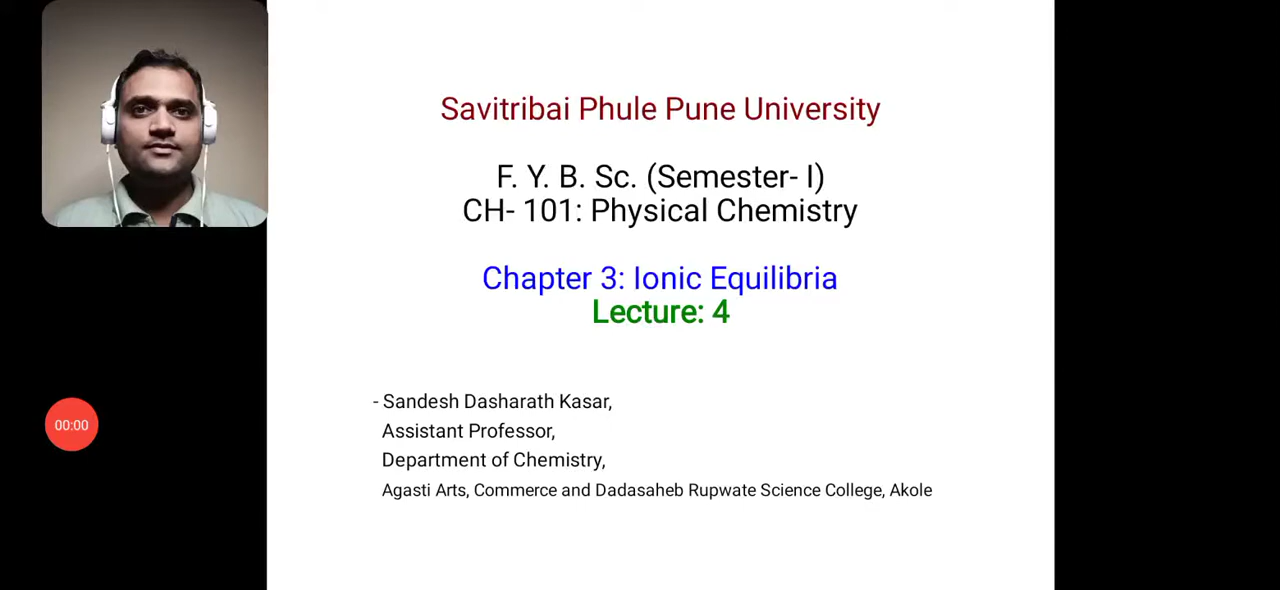 Savitribai Phule Pune University
F. Y. B. Sc. (Semester- I)
CH- 101: Physical Chemistry
Chapter 3: Ionic Equilibria
Lecture: 4
- Sandesh Dasharath Kasar,
Assistant Professor,
Department of Chemistry,
Agasti Arts, Commerce and Dadasaheb Rupwate Science College, Akole
00:00